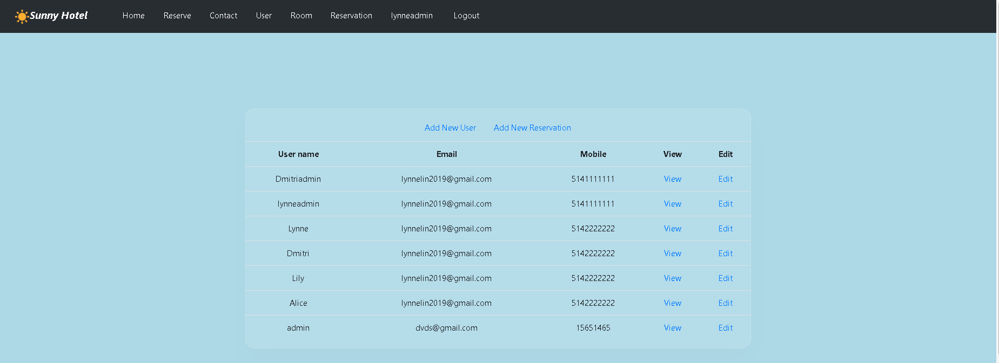 Sunny Hotel Home Reserve Contact User Room Reservation lynneadmin Logout
Add New User Add New Reservation
User name Email Mobile View Edit
Dmitriadmin lynnelin2019@gmail.com 5141111111 View Edit
lynneadmin lynnelin2019@gmail.com 5141111111 View Edit
Lynne lynnelin2019@gmail.com 5142222222 View Edit
Dmitri lynnelin2019@gmail.com 5142222222 View Edit
Lily lynnelin2019@gmail.com 5142222222 View Edit
Alice lynnelin2019@gmail.com 5142222222 View Edit
admin dvds@gmail.com 15651465 View Edit